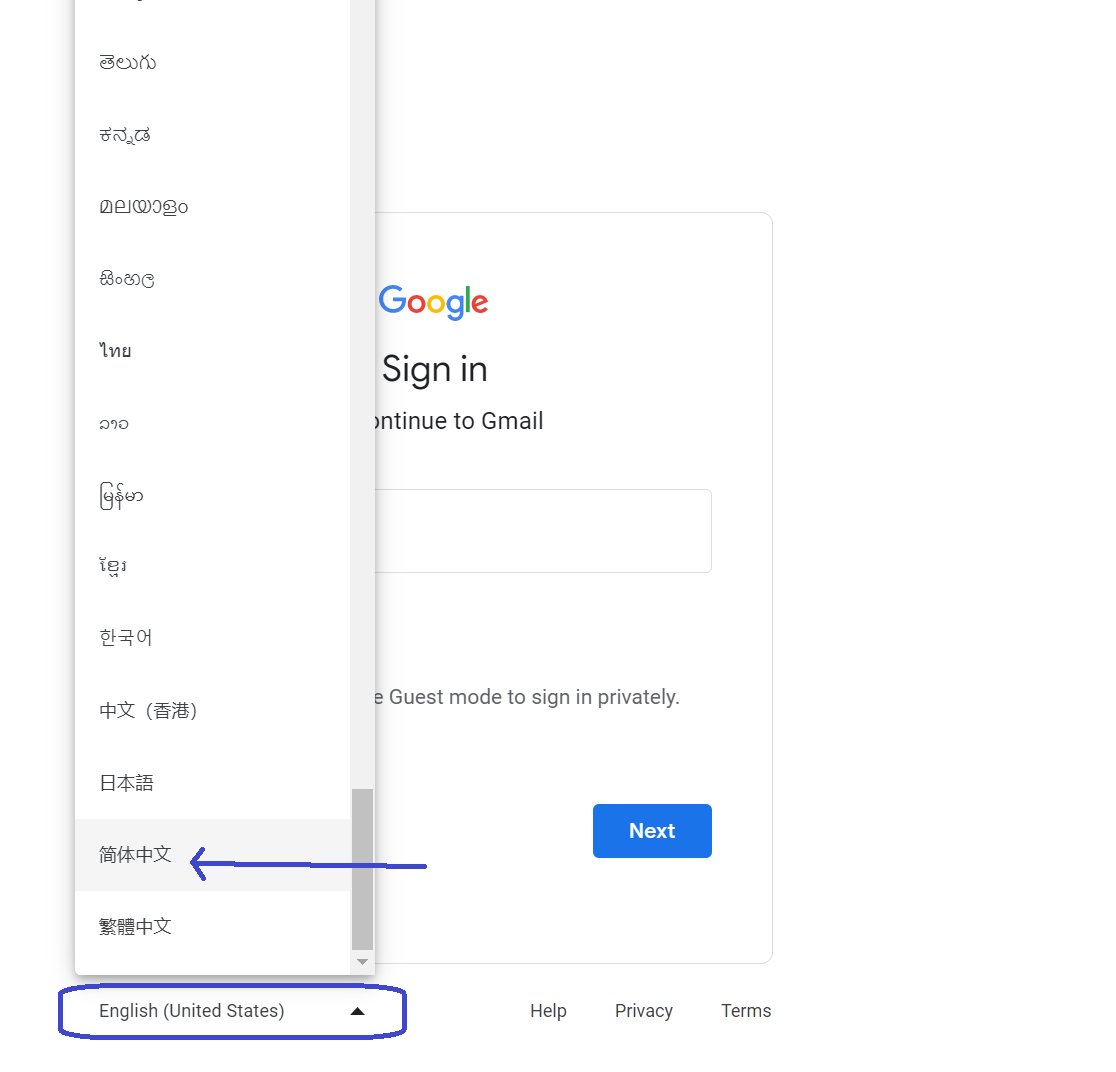 తెలుగు
ಕನ್ನಡ
മലയാളം
සිංහල
ไทย
ລາວ
မြန်မာ
ខ្មែរ
한국어
中文（香港）
日本語
简体中文
繁體中文
Google
Sign in
ontinue to Gmail
Guest mode to sign in privately.
Next
English (United States)
Help
Privacy
Terms